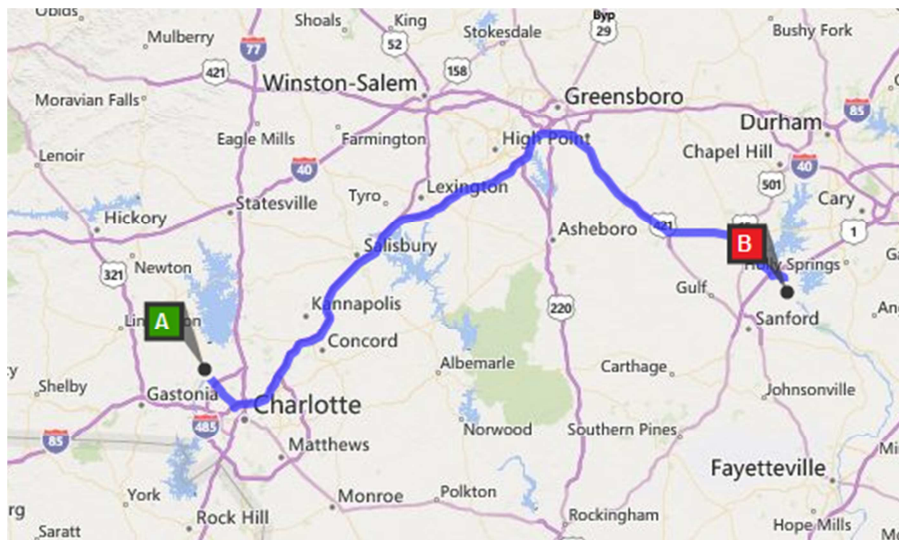 Obids
Shoals
King
Byp
29
Bushy Fork
Mulberry
77
52
Stokesdale
421
158
Winston-Salem
Greensboro
Moravian Falls
85
Eagle Mills
Farmington
High Point
Durham
Lenoir
40
Chapel Hill
40
Tyro
Lexington
501
Cary
Statesville
Hickory
421
1
Asheboro
B
Salisbury
Newton
321
Holly Springs
Gulf
Kannapolis
220
A
Sanford
Concord
Albemarle
Carthage
Shelby
Gastonia
Johnsonville
Charlotte
485
Norwood
Southern Pines
85
Matthews
Fayetteville
York
Monroe
Polkton
Rock Hill
Rockingham
Hope Mills
Saratt